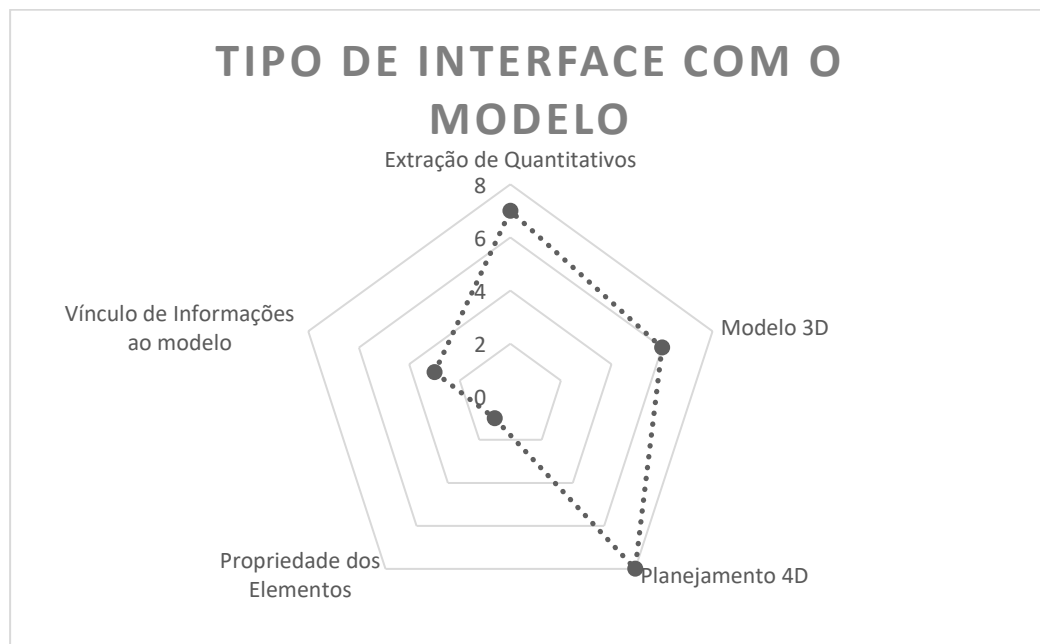 TIPO DE INTERFACE COM O
MODELO
Extração de Quantitativos
8
6
4
2
0
Modelo 3D
Planejamento 4D
Propriedade dos
Elementos
Vínculo de Informações
ao modelo